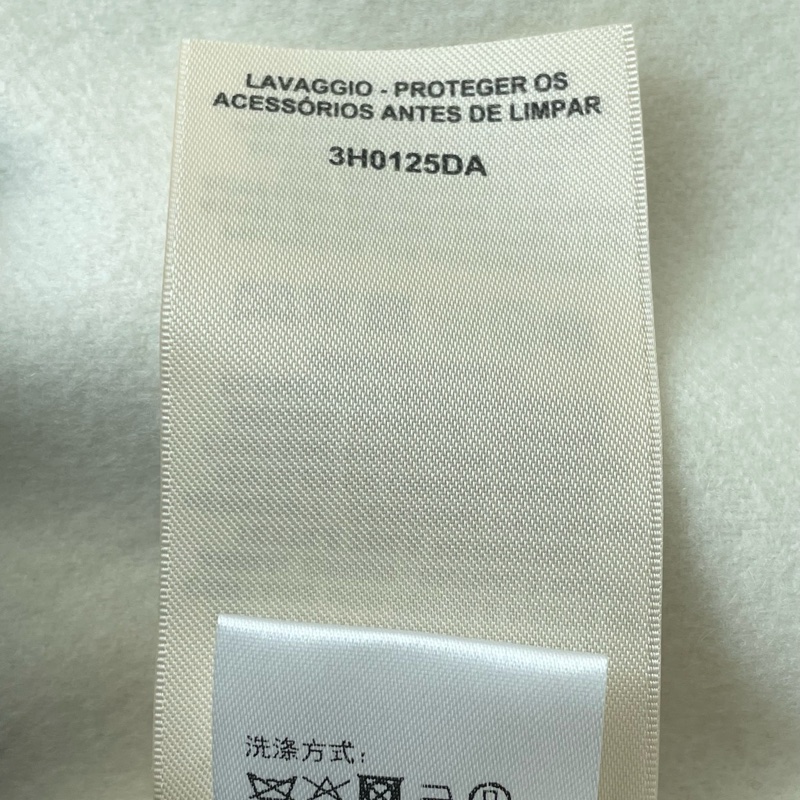 LAVAGGIO - PROTEGER OS
ACESSÓRIOS ANTES DE LIMPAR
3H0125DA
洗涤方式: